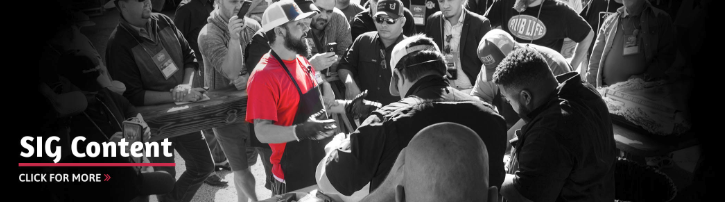 RUB LIFE
SIG Content
CLICK FOR MORE »